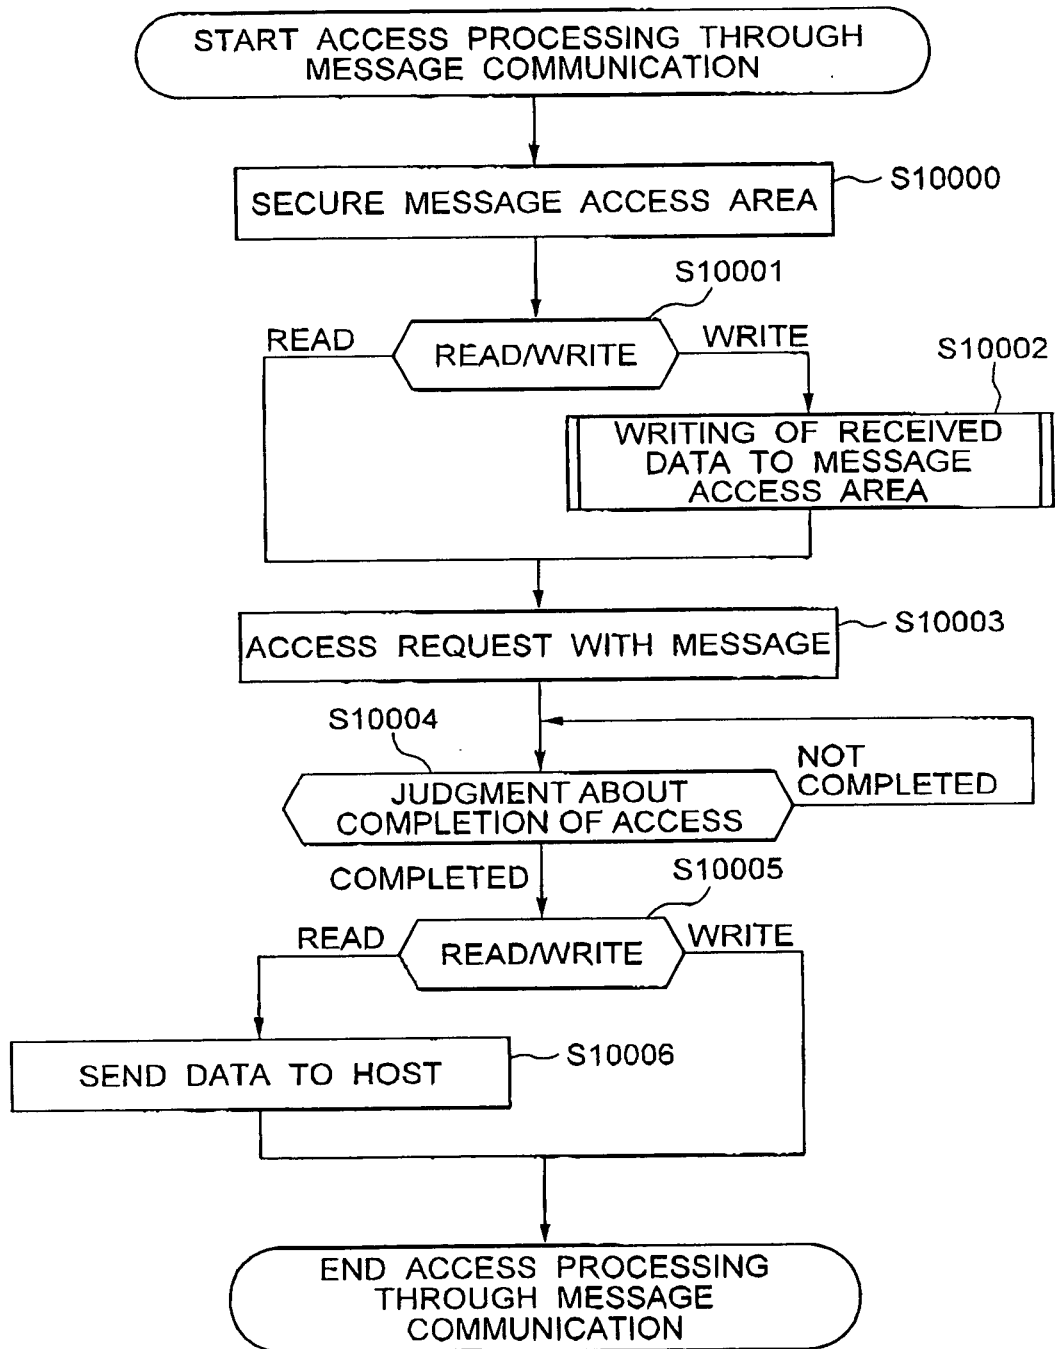 START ACCESS PROCESSING THROUGH
MESSAGE COMMUNICATION
SECURE MESSAGE ACCESS AREA
S10000
S10001
READ
READ/WRITE
WRITE
S10002
WRITING OF RECEIVED
DATA TO MESSAGE
ACCESS AREA
ACCESS REQUEST WITH MESSAGE
S10003
S10004
JUDGMENT ABOUT
COMPLETION OF ACCESS
NOT
COMPLETED
COMPLETED
S10005
READ
READ/WRITE
WRITE
SEND DATA TO HOST
S10006
END ACCESS PROCESSING
THROUGH MESSAGE
COMMUNICATION